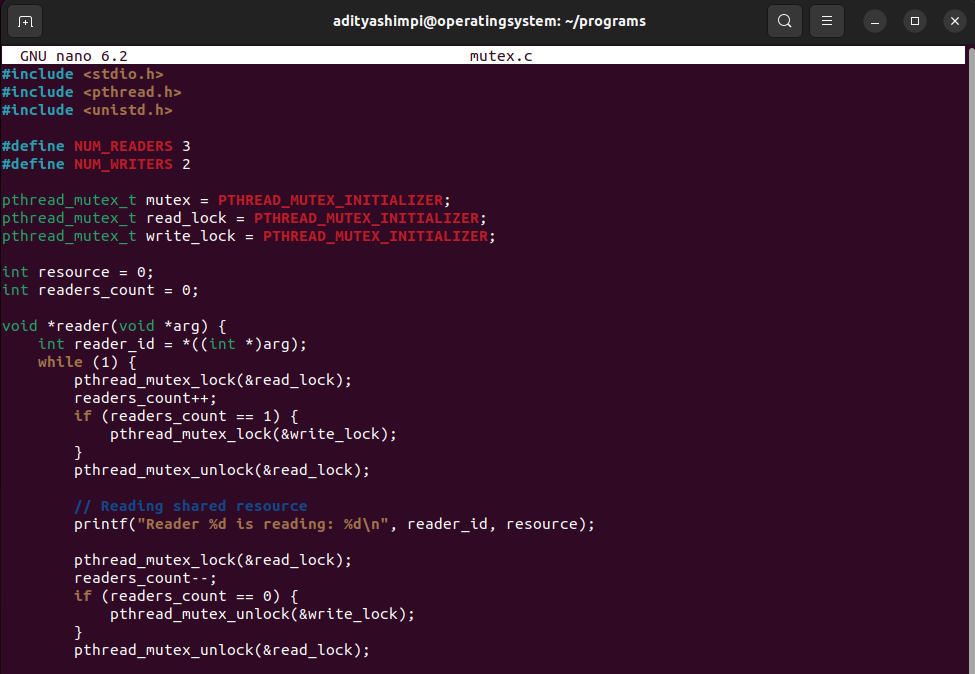 adityashimpi@operatingsystem: ~/programs
GNU nano 6.2 mutex.c
#include <stdio.h>
#include <pthread.h>
#include <unistd.h>

#define NUM_READERS 3
#define NUM_WRITERS 2

pthread_mutex_t mutex = PTHREAD_MUTEX_INITIALIZER;
pthread_mutex_t read_lock = PTHREAD_MUTEX_INITIALIZER;
pthread_mutex_t write_lock = PTHREAD_MUTEX_INITIALIZER;

int resource = 0;
int readers_count = 0;

void *reader(void *arg) {
    int reader_id = *((int *)arg);
    while (1) {
        pthread_mutex_lock(&read_lock);
        readers_count++;
        if (readers_count == 1) {
            pthread_mutex_lock(&write_lock);
        }
        pthread_mutex_unlock(&read_lock);

        // Reading shared resource
        printf("Reader %d is reading: %d\n", reader_id, resource);

        pthread_mutex_lock(&read_lock);
        readers_count--;
        if (readers_count == 0) {
            pthread_mutex_unlock(&write_lock);
        }
        pthread_mutex_unlock(&read_lock);